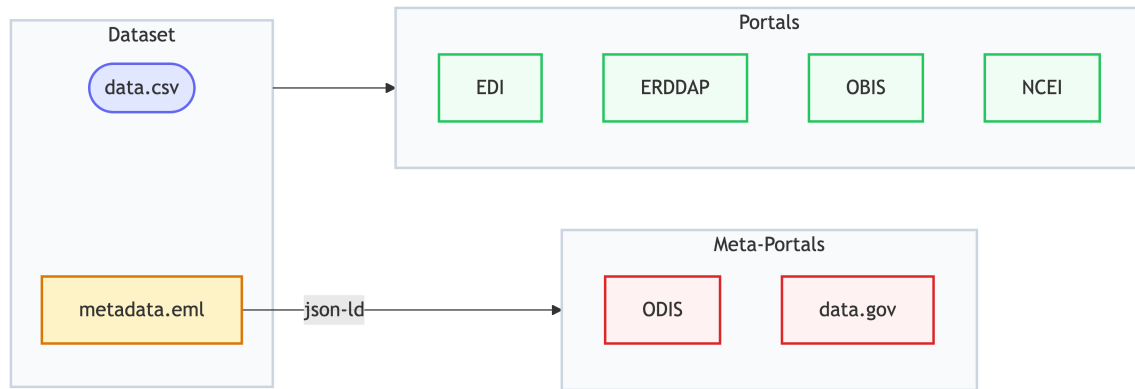 Dataset
data.csv
metadata.eml
json-ld
Portals
EDI
ERDDAP
OBIS
NCEI
Meta-Portals
ODIS
data.gov